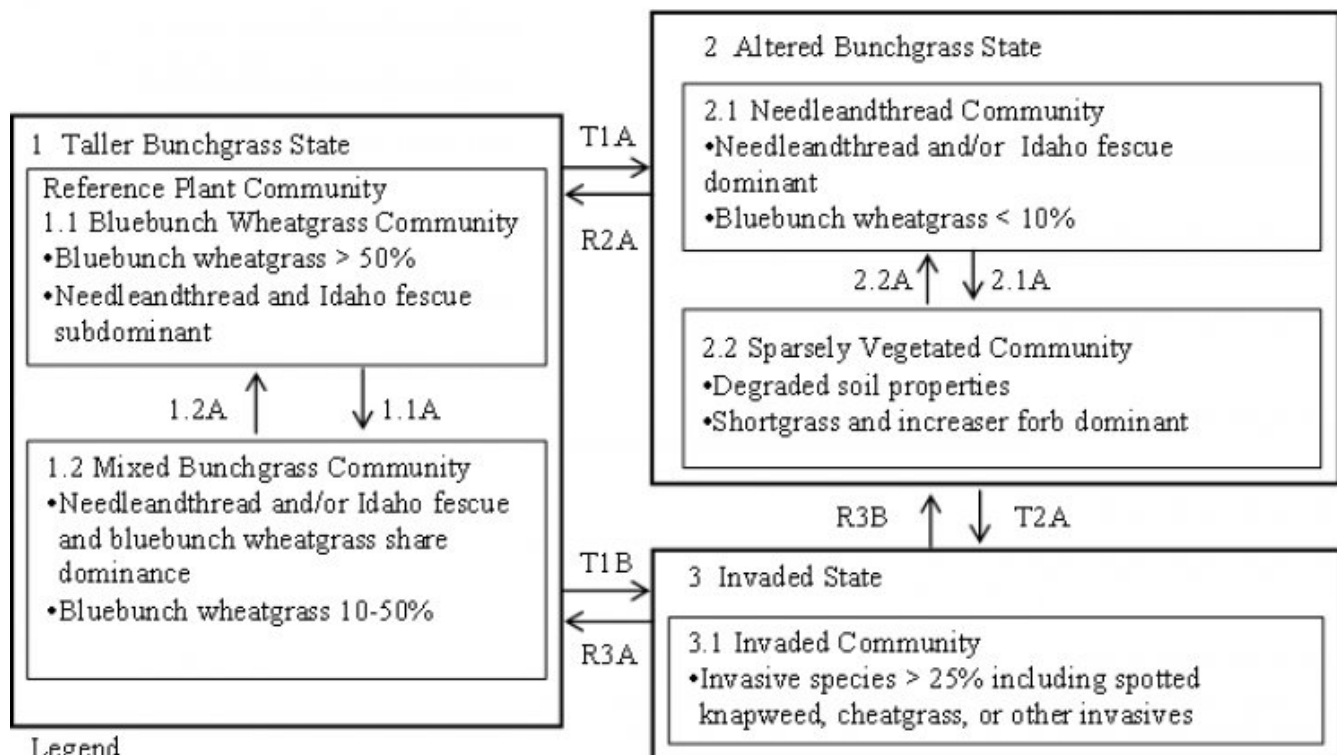 1 Taller Bunchgrass State
Reference Plant Community
1.1 Bluebunch Wheatgrass Community
•Bluebunch wheatgrass > 50%
•Needleandthread and Idaho fescue
subdominant
1.2A
1.1A
1.2 Mixed Bunchgrass Community
•Needleandthread and/or Idaho fescue
and bluebunch wheatgrass share
dominance
•Bluebunch wheatgrass 10-50%
T1A
R2A
T1B
R3A
2 Altered Bunchgrass State
2.1 Needleandthread Community
•Needleandthread and/or Idaho fescue
dominant
•Bluebunch wheatgrass < 10%
2.2A
2.1A
2.2 Sparsely Vegetated Community
•Degraded soil properties
•Shortgrass and increaser forb dominant
R3B
T2A
3 Invaded State
3.1 Invaded Community
•Invasive species > 25% including spotted
knapweed, cheatgrass, or other invasives
Legend